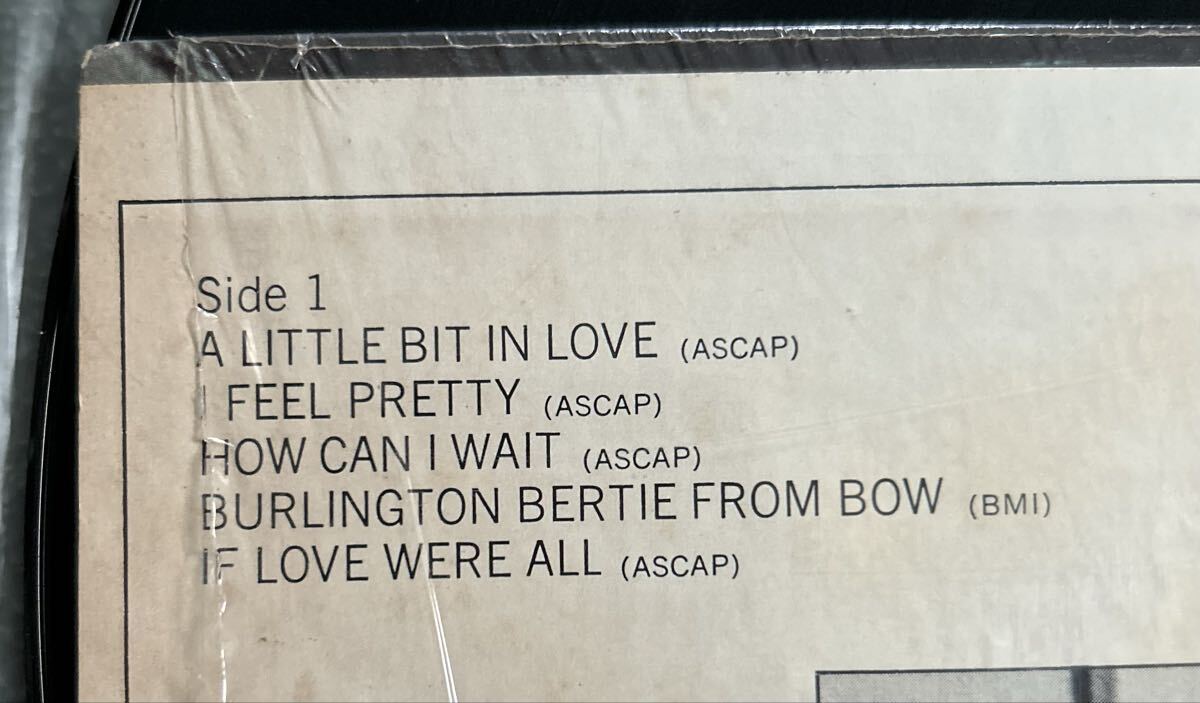 Side 1
A LITTLE BIT IN LOVE (ASCAP)
I FEEL PRETTY (ASCAP)
HOW CAN I WAIT (ASCAP)
BURLINGTON BERTIE FROM BOW (BMI)
IF LOVE WERE ALL (ASCAP)